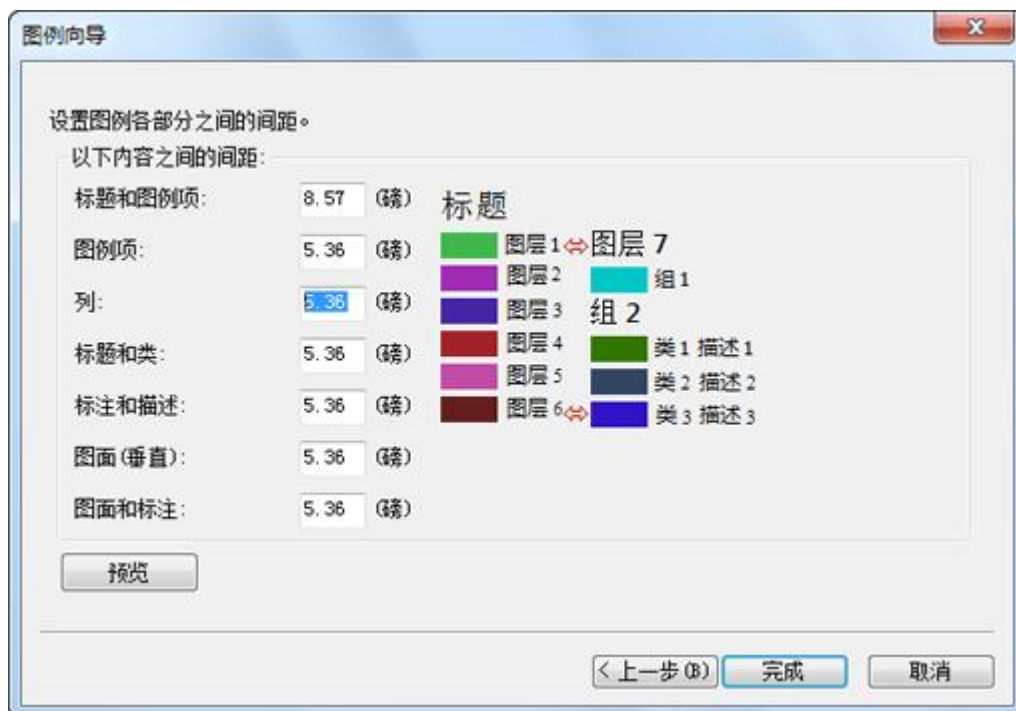 图例向导
设置图例各部分之间的间距。
以下内容之间的间距:
标题和图例项: 8.57 (磅)
图例项: 5.36 (磅)
列: 5.36 (磅)
标题和类: 5.36 (磅)
标注和描述: 5.36 (磅)
图面(垂直): 5.36 (磅)
图面和标注: 5.36 (磅)
标题
图层1 图层 7
图层2 组1
图层3 组 2
图层4 类1 描述1
图层5 类2 描述2
图层6 类3 描述3
预览
< 上一步(B) 完成 取消